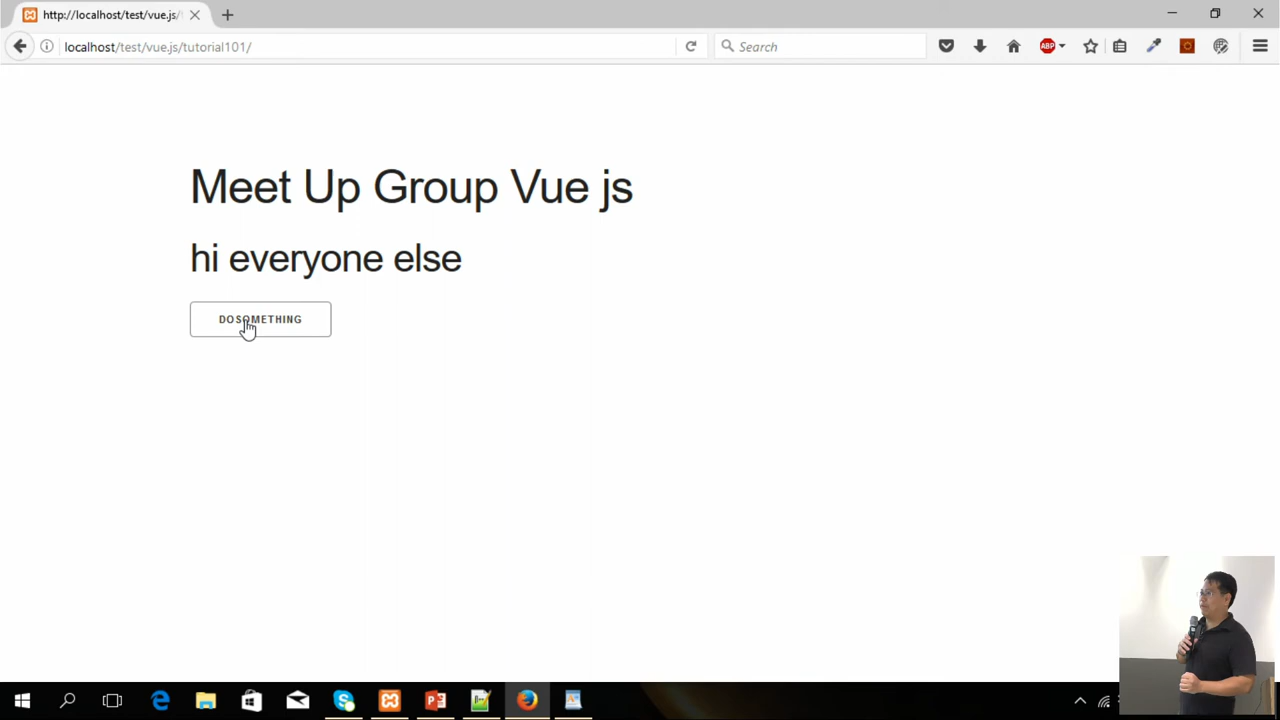 http://localhost/test/vue.js/
localhost/test/vue.js/tutorial101/
Search
ABP
Meet Up Group Vue js
hi everyone else
DOSOMETHING